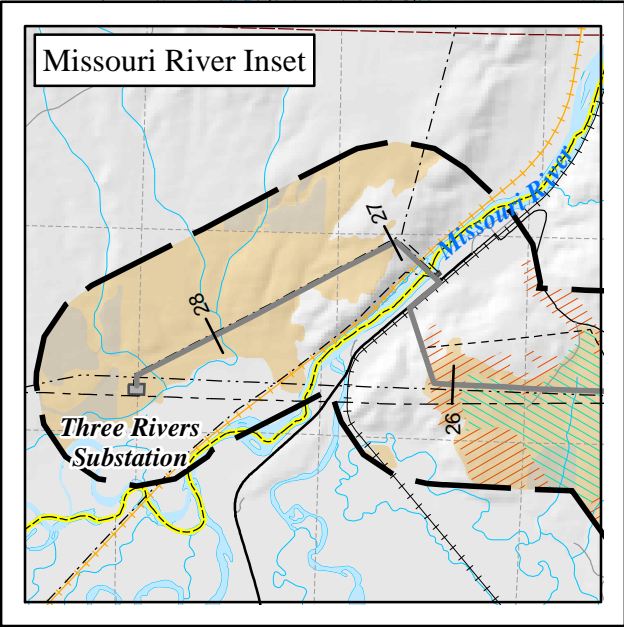 Missouri River Inset
Missouri River
27
28
26
Three Rivers
Substation